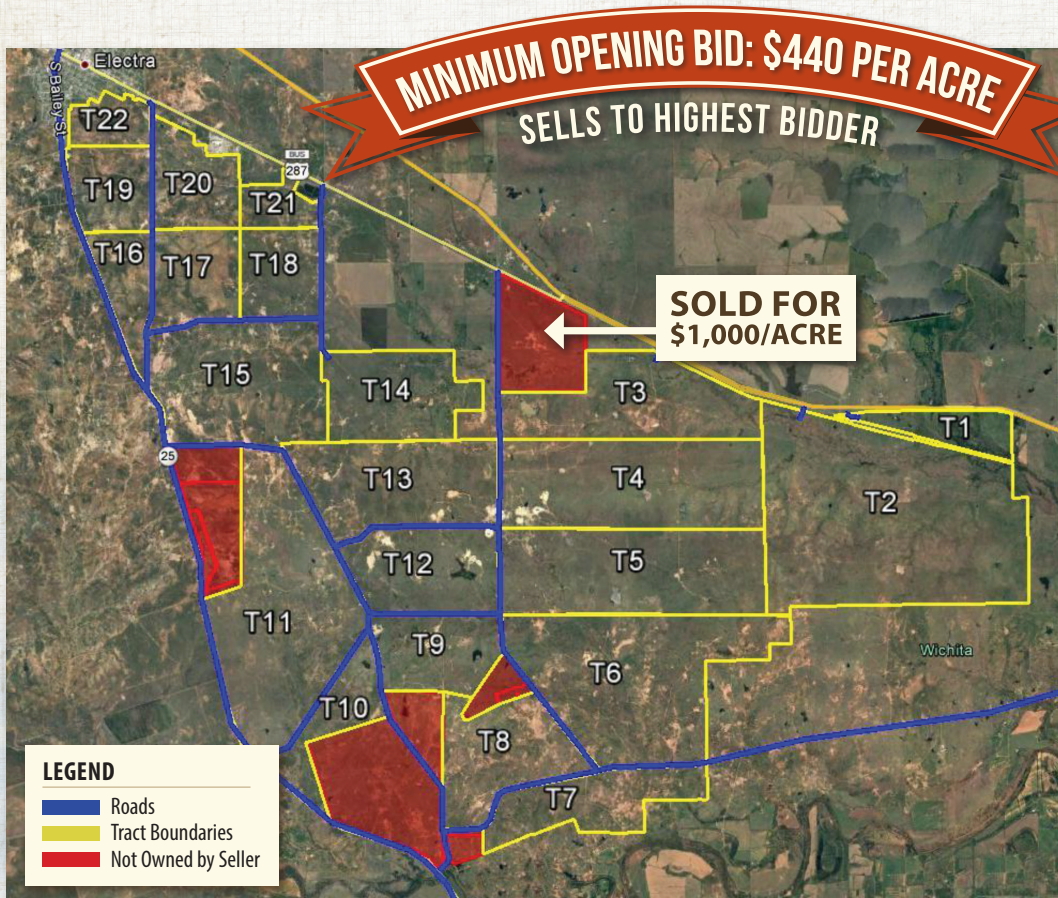 MINIMUM OPENING BID: $440 PER ACRE
SELLS TO HIGHEST BIDDER
Electra
S Bailey St
T22
BUS
287
T19
T20
T21
T16
T17
T18
SOLD FOR
$1,000/ACRE
T15
T14
T3
T1
25
T13
T4
T2
T12
T5
T11
T9
T6
Wichita
T10
T8
T7
LEGEND
Roads
Tract Boundaries
Not Owned by Seller